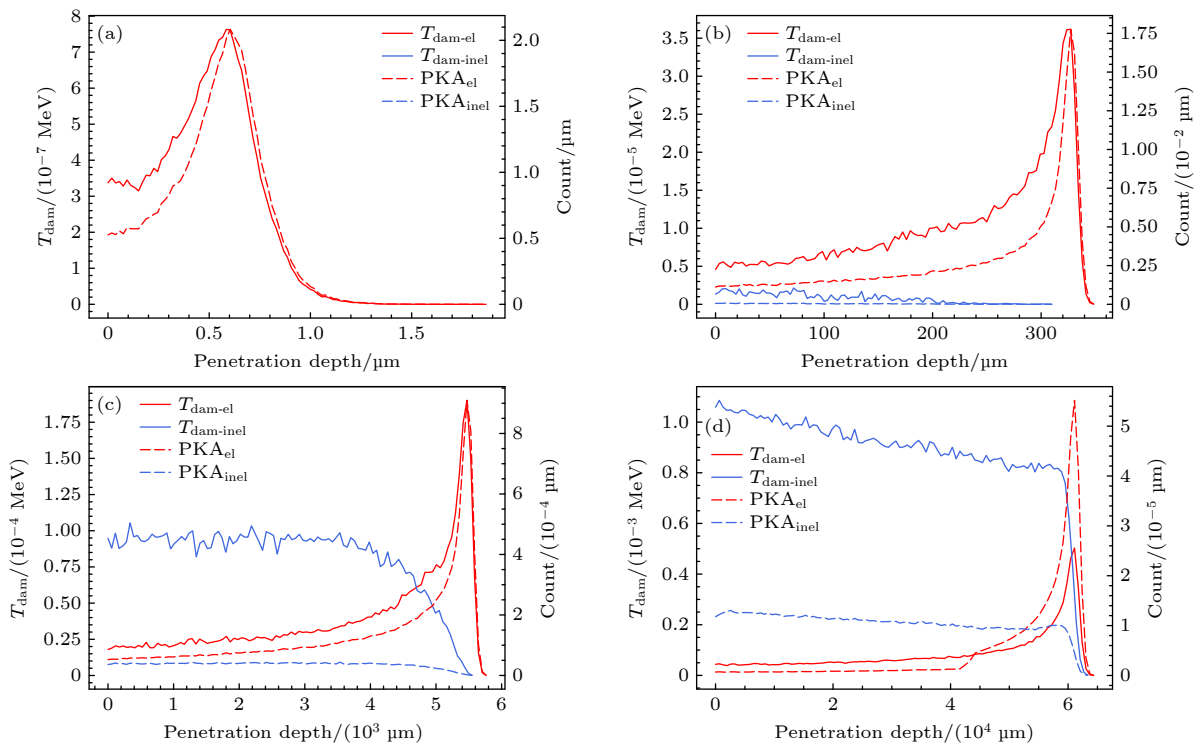 (a)
T_dam-el
T_dam-inel
PKA_el
PKA_inel
8
7
6
5
4
3
2
1
0
T_dam/(10⁻⁷ MeV)
2.0
1.5
1.0
0.5
0
Count/µm
0 0.5 1.0 1.5
Penetration depth/µm
(b)
T_dam-el
T_dam-inel
PKA_el
PKA_inel
3.5
3.0
2.5
2.0
1.5
1.0
0.5
0
T_dam/(10⁻⁵ MeV)
1.75
1.50
1.25
1.00
0.75
0.50
0.25
0
Count/(10⁻² µm)
0 100 200 300
Penetration depth/µm
(c)
T_dam-el
T_dam-inel
PKA_el
PKA_inel
1.75
1.50
1.25
1.00
0.75
0.50
0.25
0
T_dam/(10⁻⁴ MeV)
8
6
4
2
0
Count/(10⁻⁴ µm)
0 1 2 3 4 5 6
Penetration depth/(10³ µm)
(d)
T_dam-el
T_dam-inel
PKA_el
PKA_inel
1.0
0.8
0.6
0.4
0.2
0
T_dam/(10⁻³ MeV)
5
4
3
2
1
0
Count/(10⁻⁵ µm)
0 2 4 6
Penetration depth/(10⁴ µm)